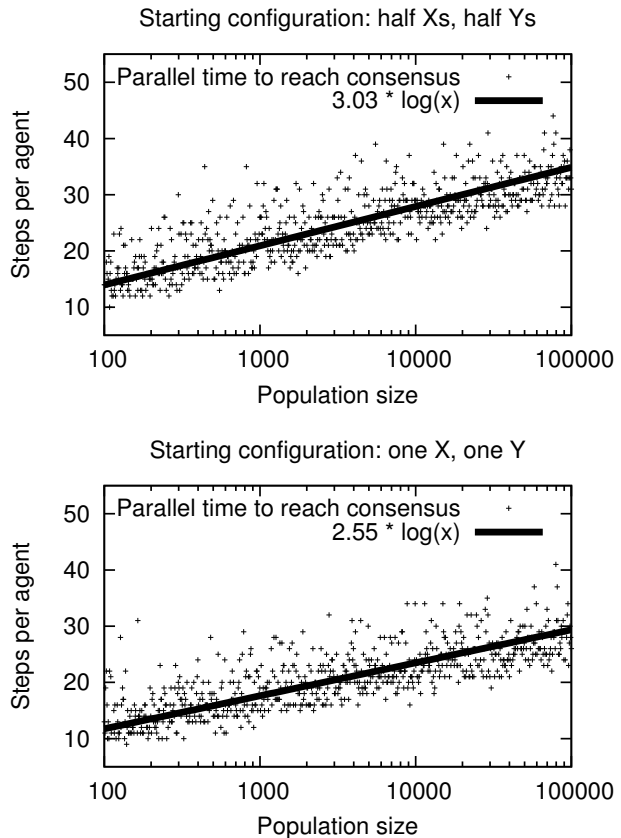 Starting configuration: half Xs, half Ys
Steps per agent
50
40
30
20
10
Parallel time to reach consensus
3.03 * log(x)
100 1000 10000 100000
Population size
Starting configuration: one X, one Y
Steps per agent
50
40
30
20
10
Parallel time to reach consensus
2.55 * log(x)
100 1000 10000 100000
Population size